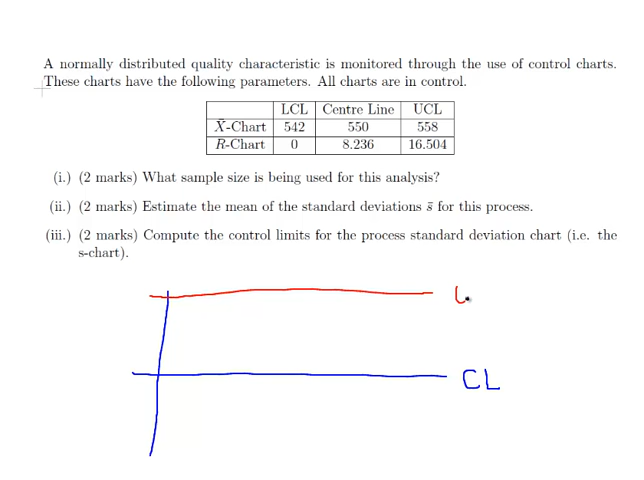 A normally distributed quality characteristic is monitored through the use of control charts.
These charts have the following parameters. All charts are in control.
LCL Centre Line UCL
X̄-Chart 542 550 558
R-Chart 0 8.236 16.504
(i.) (2 marks) What sample size is being used for this analysis?
(ii.) (2 marks) Estimate the mean of the standard deviations s̄ for this process.
(iii.) (2 marks) Compute the control limits for the process standard deviation chart (i.e. the
s-chart).
CL